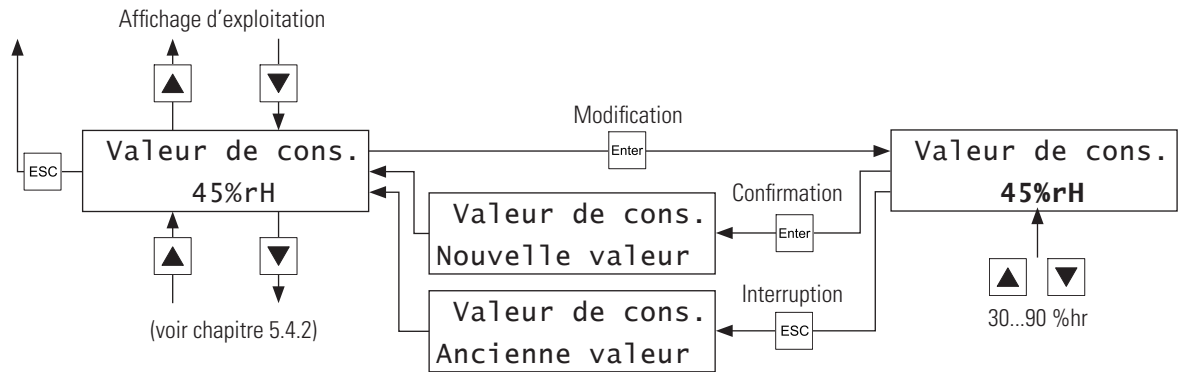 Affichage d'exploitation
ESC
Valeur de cons.
45%rH
(voir chapitre 5.4.2)
Modification
Enter
Valeur de cons.
45%rH
Confirmation
Enter
Valeur de cons.
Nouvelle valeur
Interruption
ESC
Valeur de cons.
Ancienne valeur
30...90 %hr